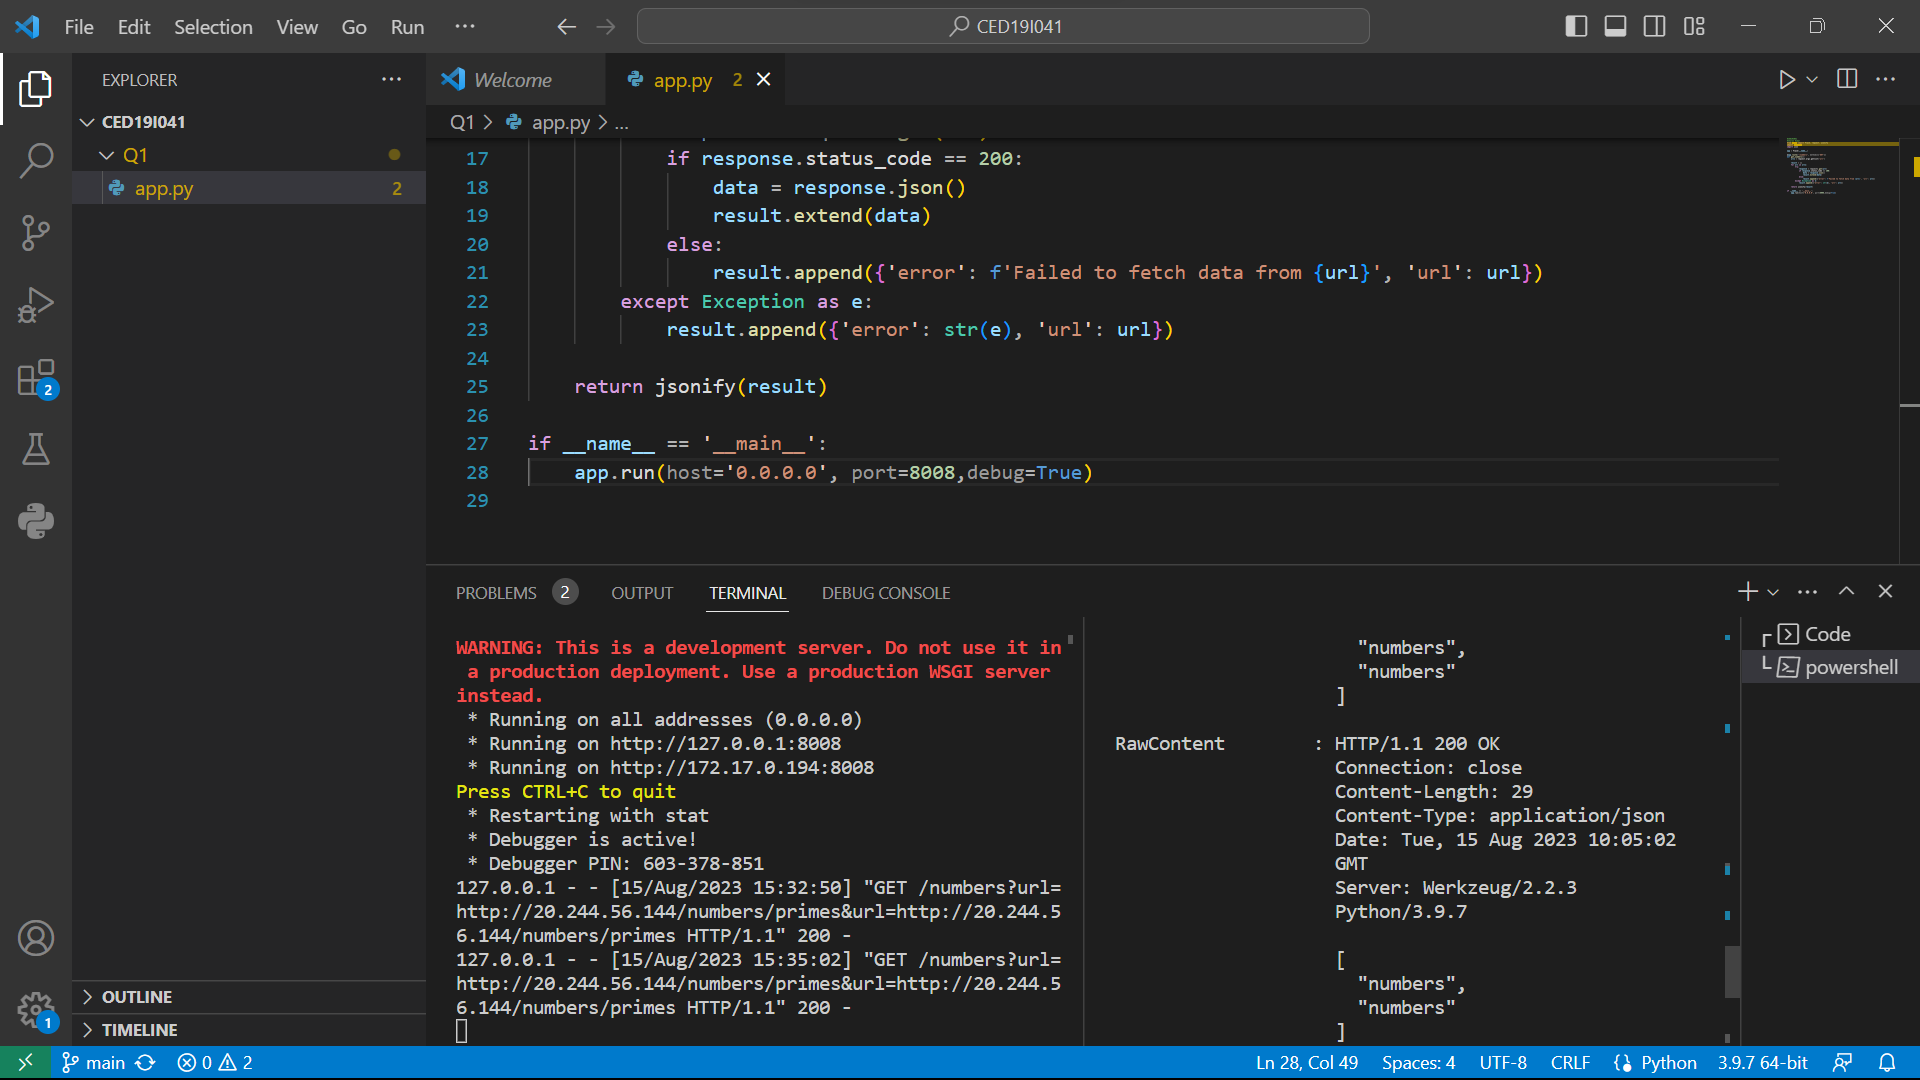 File Edit Selection View Go Run ··· CED19I041
EXPLORER ···
CED19I041
Q1
app.py 2
2
OUTLINE
1
TIMELINE
Welcome app.py 2
Q1 > app.py > ...
17 if response.status_code == 200:
18 data = response.json()
19 result.extend(data)
20 else:
21 result.append({'error': f'Failed to fetch data from {url}', 'url': url})
22 except Exception as e:
23 result.append({'error': str(e), 'url': url})
24
25 return jsonify(result)
26
27 if __name__ == '__main__':
28 app.run(host='0.0.0.0', port=8008,debug=True)
29
PROBLEMS 2 OUTPUT TERMINAL DEBUG CONSOLE
WARNING: This is a development server. Do not use it in
a production deployment. Use a production WSGI server
instead.
* Running on all addresses (0.0.0.0)
* Running on http://127.0.0.1:8008
* Running on http://172.17.0.194:8008
Press CTRL+C to quit
* Restarting with stat
* Debugger is active!
* Debugger PIN: 603-378-851
127.0.0.1 - - [15/Aug/2023 15:32:50] "GET /numbers?url=
http://20.244.56.144/numbers/primes&url=http://20.244.5
6.144/numbers/primes HTTP/1.1" 200 -
127.0.0.1 - - [15/Aug/2023 15:35:02] "GET /numbers?url=
http://20.244.56.144/numbers/primes&url=http://20.244.5
6.144/numbers/primes HTTP/1.1" 200 -
"numbers",
"numbers"
]
RawContent : HTTP/1.1 200 OK
Connection: close
Content-Length: 29
Content-Type: application/json
Date: Tue, 15 Aug 2023 10:05:02
GMT
Server: Werkzeug/2.2.3
Python/3.9.7
[
"numbers",
"numbers"
]
Code
powershell
main 0 2 Ln 28, Col 49 Spaces: 4 UTF-8 CRLF Python 3.9.7 64-bit